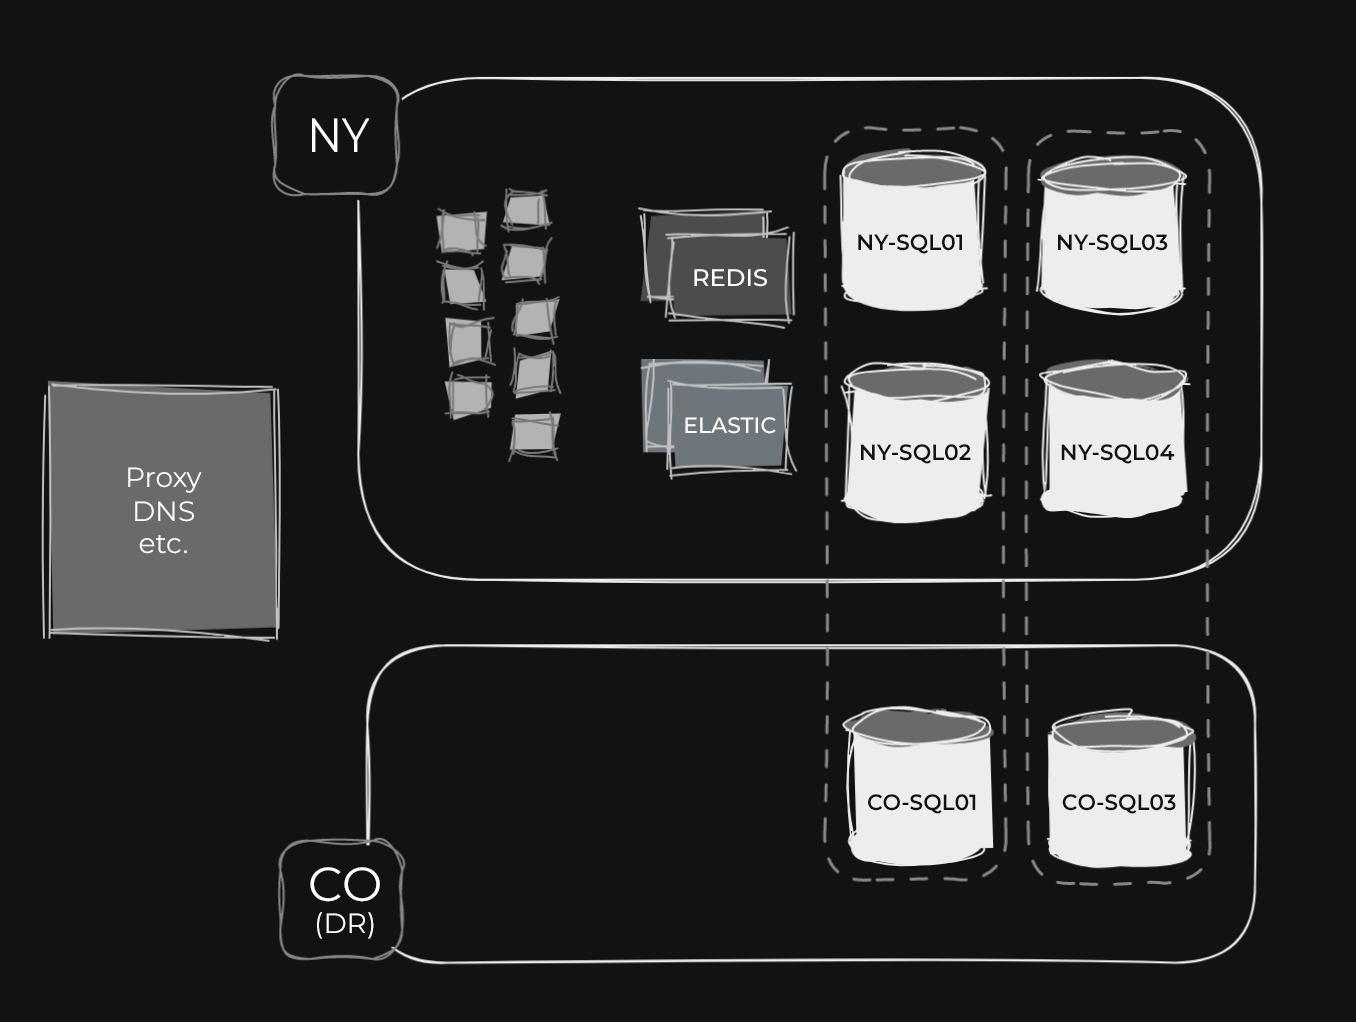 NY
NY-SQL01
NY-SQL03
REDIS
ELASTIC
NY-SQL02
NY-SQL04
Proxy
DNS
etc.
CO-SQL01
CO-SQL03
CO
(DR)